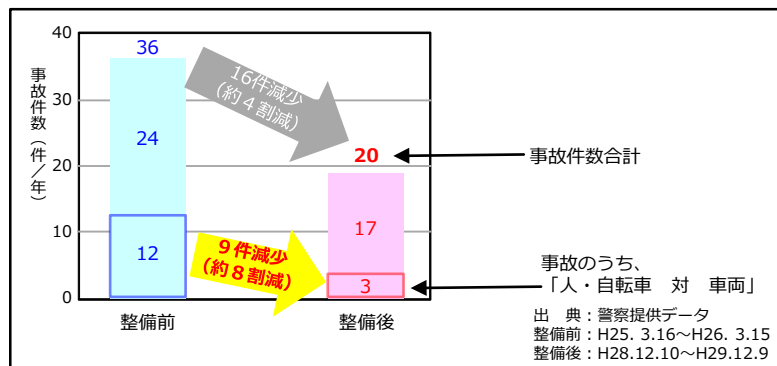 40
30
20
10
0
事故件数（件／年）
36
24
12
16件減少
（約４割減）
９件減少
（約８割減）
20
17
3
整備前
整備後
事故件数合計
事故のうち、
「人・自転車　対　車両」
出　典：警察提供データ
整備前：H25. 3.16～H26. 3.15
整備後：H28.12.10～H29.12.9